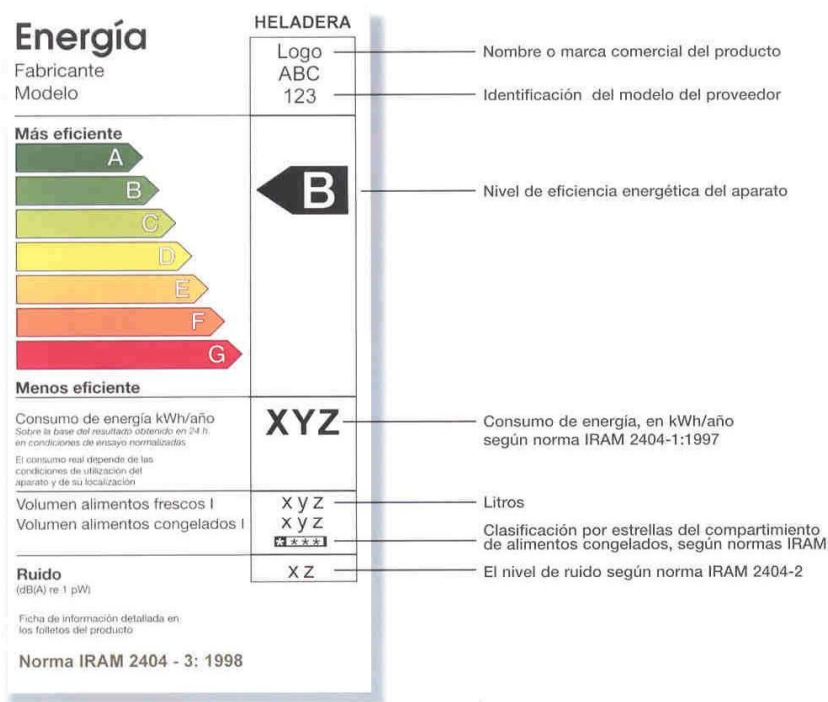 HELADERA
Energía
Fabricante
Modelo
Logo
ABC
123
Nombre o marca comercial del producto
Identificación del modelo del proveedor
Más eficiente
A
B
C
D
E
F
G
B
Nivel de eficiencia energética del aparato
Menos eficiente
Consumo de energía kWh/año
Sobre la base del resultado obtenido en 24 h.
en condiciones de ensayo normalizadas
El consumo real depende de las
condiciones de utilización del
aparato y de su localización
XYZ
Consumo de energía, en kWh/año
según norma IRAM 2404-1:1997
Volumen alimentos frescos l
Volumen alimentos congelados l
x y z
x y z
****
Litros
Clasificación por estrellas del compartimiento
de alimentos congelados, según normas IRAM
Ruido
(dB(A) re 1 pW)
X Z
El nivel de ruido según norma IRAM 2404-2
Ficha de información detallada en
los folletos del producto
Norma IRAM 2404 - 3: 1998